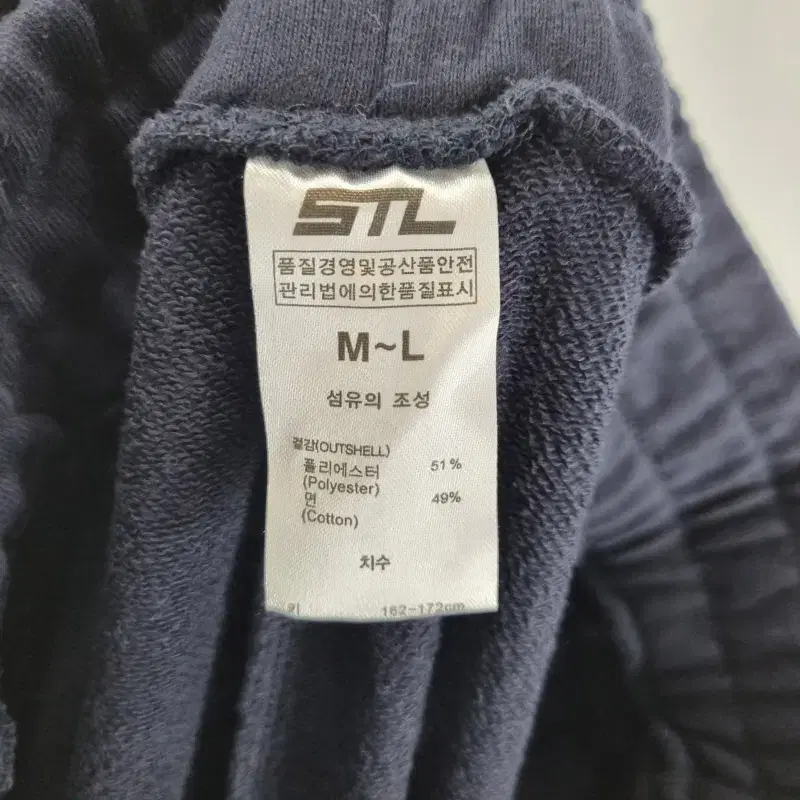 STL
품질경영및공산품안전
관리법에의한품질표시
M~L
섬유의 조성
겉감(OUTSHELL)
폴리에스터 51%
(Polyester)
면 49%
(Cotton)
치수
키 162-172cm